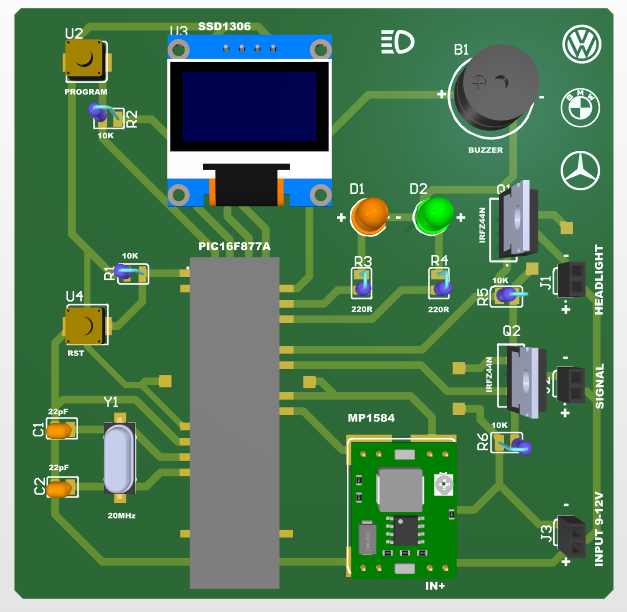 SSD1306
U2
U3
B1
PROGRAM
+
-
R2
10K
BUZZER
BMW
D1
D2
Q1
+
-
+
IRFZ44N
PIC16F877A
10K
R1
R3
R4
10K
R5
-
J1
+
HEADLIGHT
220R
220R
U4
RST
Q2
IRFZ44N
-
J2
+
SIGNAL
22pF
C1
Y1
MP1584
10K
R6
22pF
C2
20MHz
-
J3
+
INPUT 9-12V
IN+